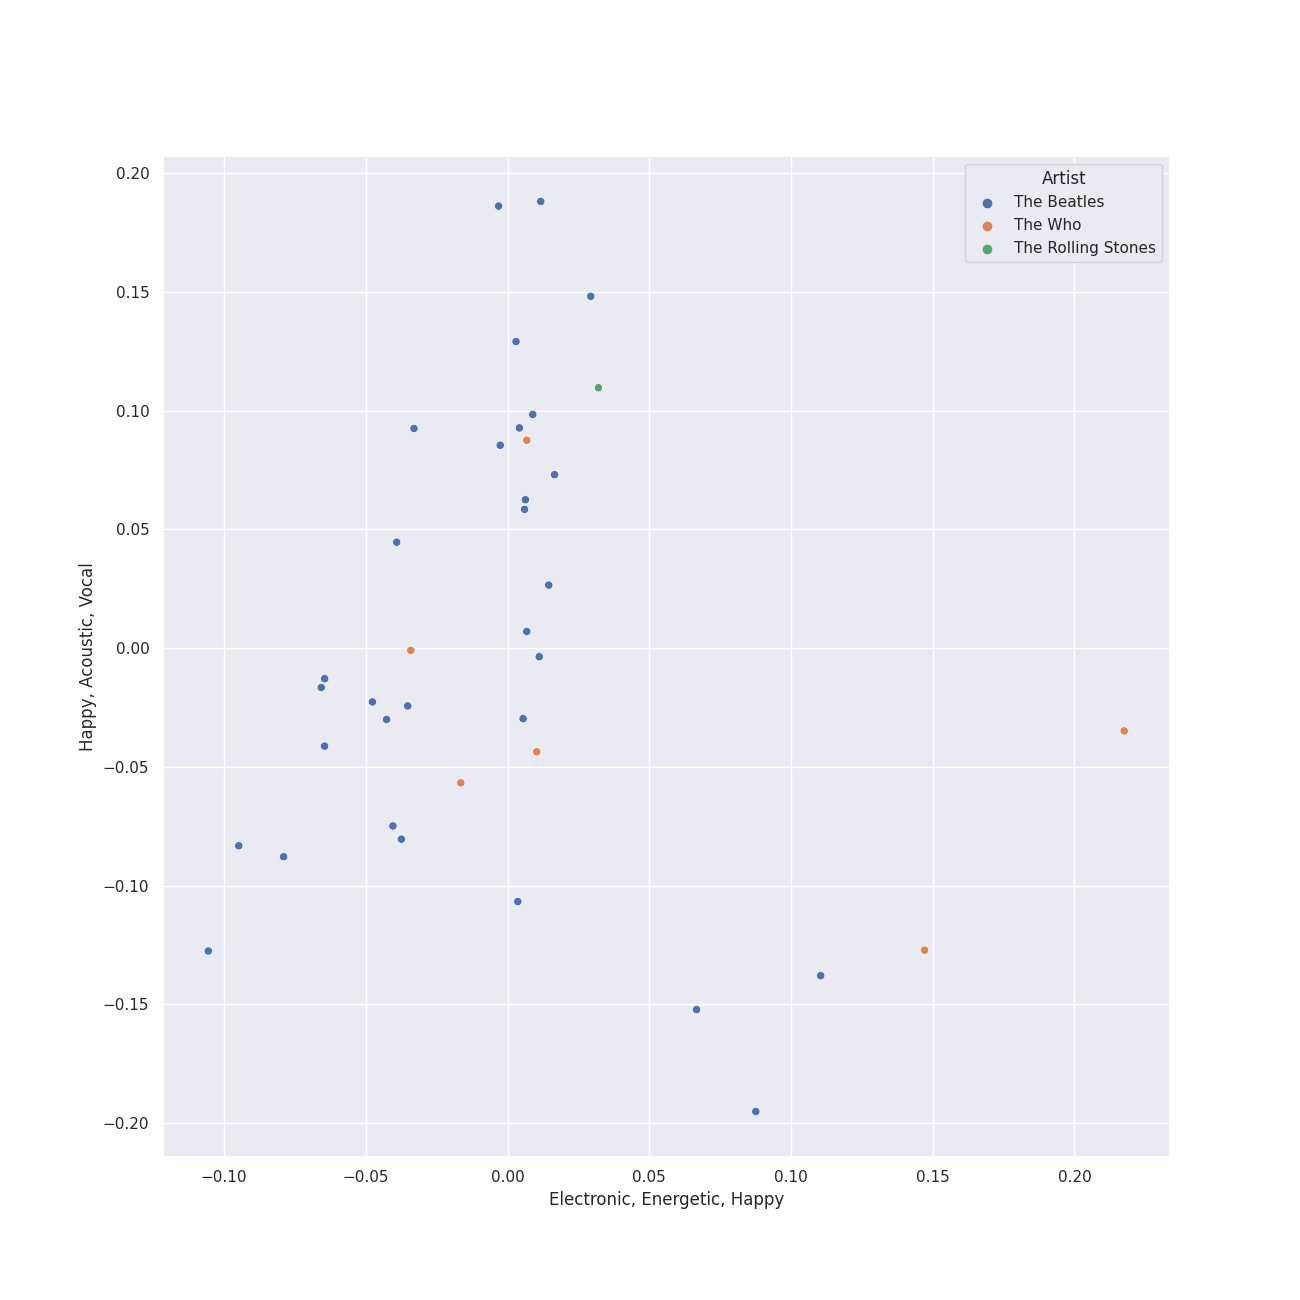 Artist
The Beatles
The Who
The Rolling Stones
0.20
0.15
0.10
0.05
0.00
−0.05
−0.10
−0.15
−0.20
Happy, Acoustic, Vocal
−0.10 −0.05 0.00 0.05 0.10 0.15 0.20
Electronic, Energetic, Happy